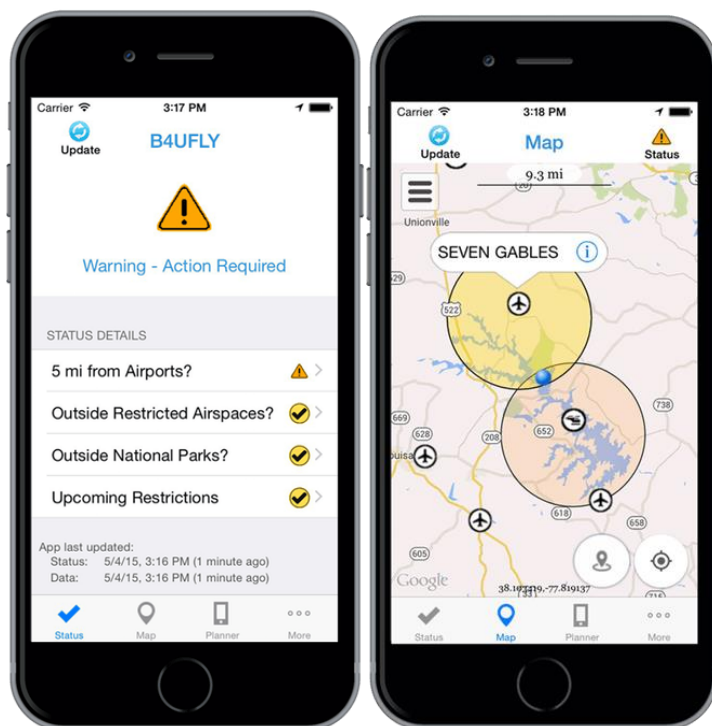 Carrier 3:17 PM
Update B4UFLY
Warning - Action Required
STATUS DETAILS
5 mi from Airports?
Outside Restricted Airspaces?
Outside National Parks?
Upcoming Restrictions
App last updated:
Status: 5/4/15, 3:16 PM (1 minute ago)
Data: 5/4/15, 3:16 PM (1 minute ago)
Status Map Planner More
Carrier 3:18 PM
Update Map Status
9.3 mi
20
Unionville
SEVEN GABLES i
529
522
738
669
628
208
652
ouisa
618
658
605
Google
Status Map Planner More